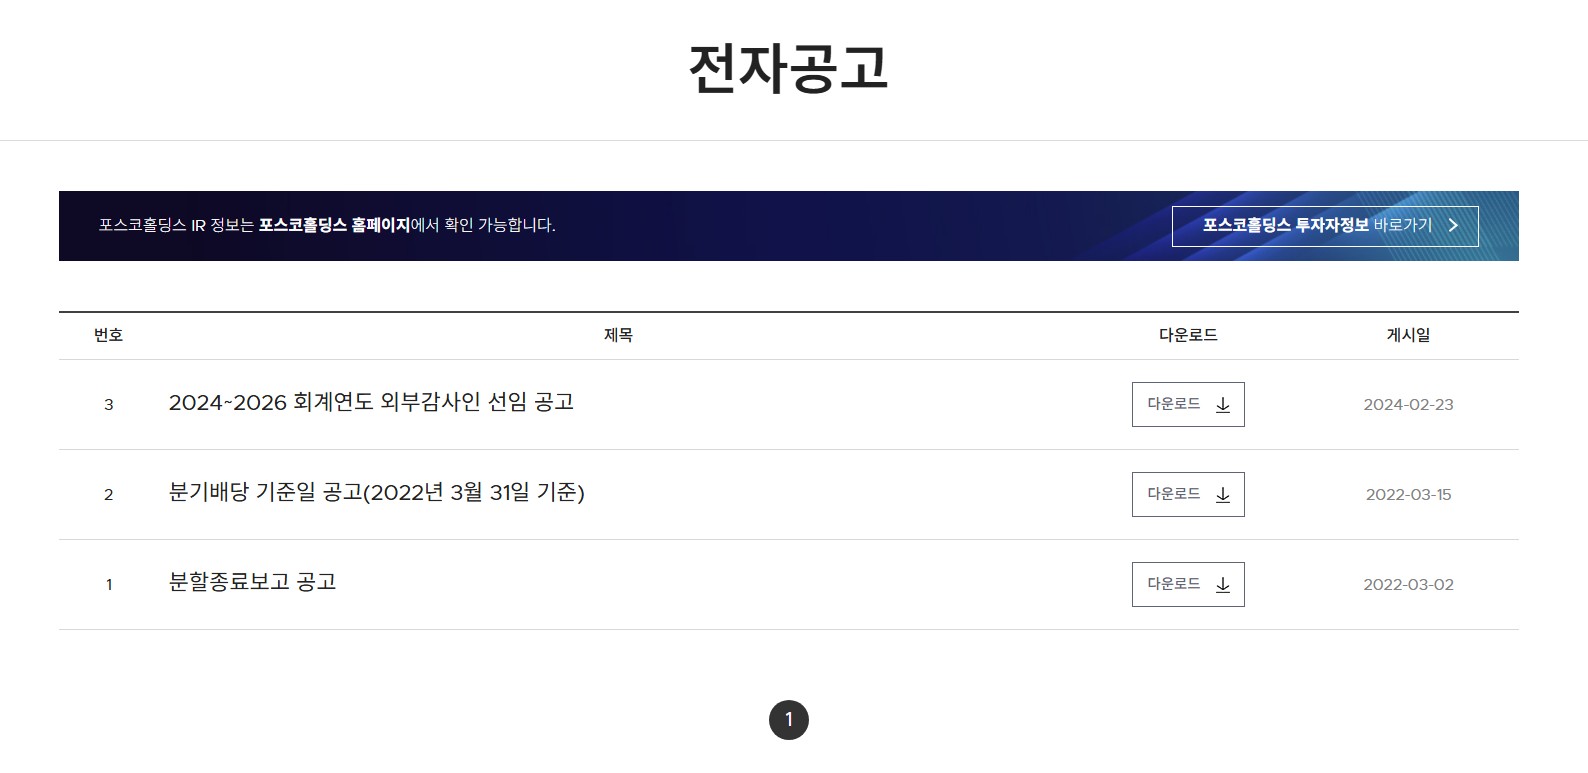 전자공고
포스코홀딩스 IR 정보는 포스코홀딩스 홈페이지에서 확인 가능합니다.
포스코홀딩스 투자자정보 바로가기
번호 제목 다운로드 게시일
3 2024~2026 회계연도 외부감사인 선임 공고 다운로드 2024-02-23
2 분기배당 기준일 공고(2022년 3월 31일 기준) 다운로드 2022-03-15
1 분할종료보고 공고 다운로드 2022-03-02
1